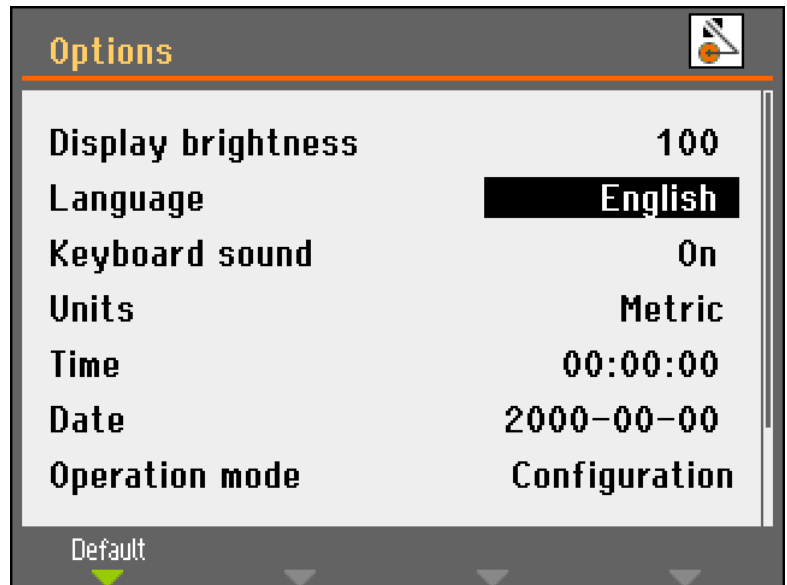 Options
Display brightness 100
Language English
Keyboard sound On
Units Metric
Time 00:00:00
Date 2000-00-00
Operation mode Configuration
Default